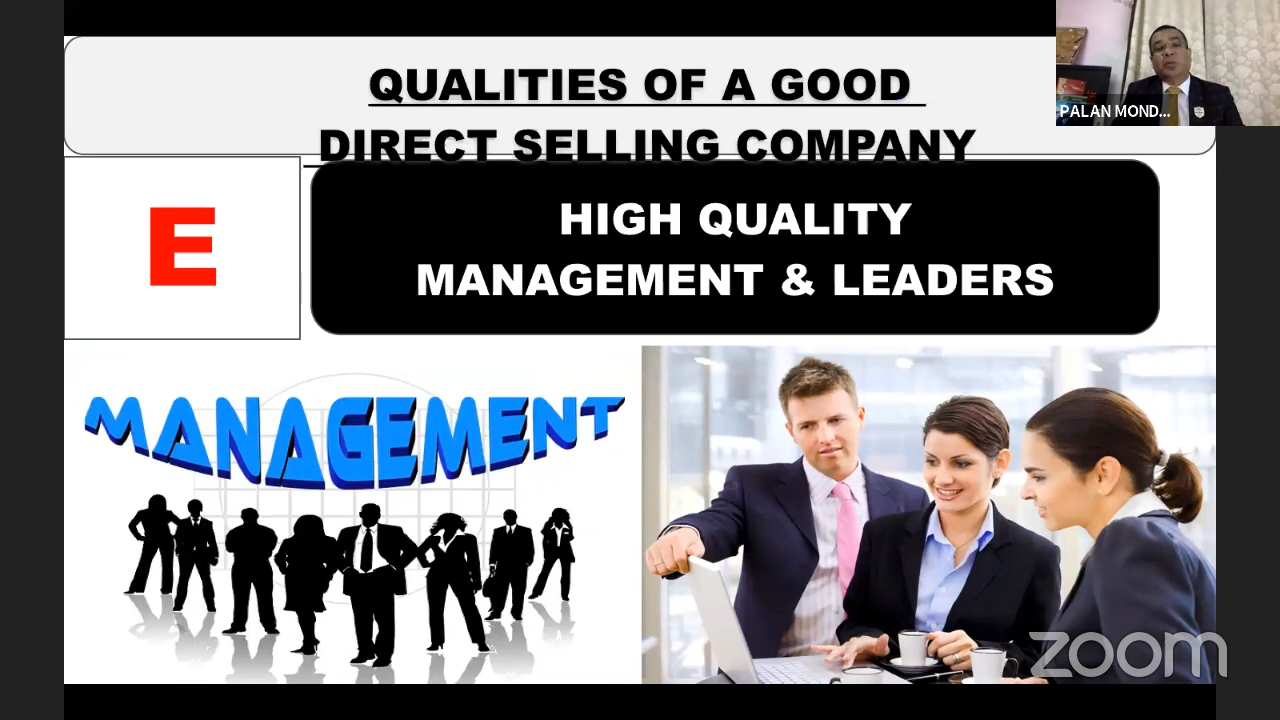 QUALITIES OF A GOOD
DIRECT SELLING COMPANY
PALAN MOND...
E
HIGH QUALITY
MANAGEMENT & LEADERS
MANAGEMENT
zoom